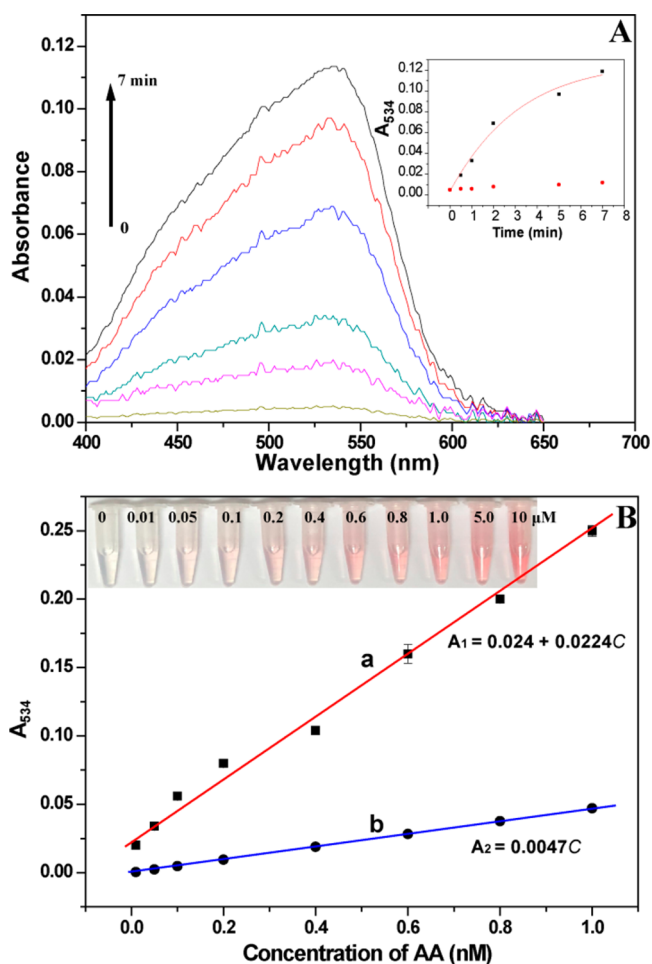 A
0.12
0.10
0.08
0.06
0.04
0.02
0.00
Absorbance
7 min
0
400 450 500 550 600 650 700
Wavelength (nm)
0.12
0.10
0.08
0.06
0.04
0.02
0.00
A534
0 1 2 3 4 5 6 7 8
Time (min)
B
0 0.01 0.05 0.1 0.2 0.4 0.6 0.8 1.0 5.0 10 μM
0.25
0.20
0.15
0.10
0.05
0.00
A534
a
A1 = 0.024 + 0.0224C
b
A2 = 0.0047C
0.0 0.2 0.4 0.6 0.8 1.0
Concentration of AA (nM)